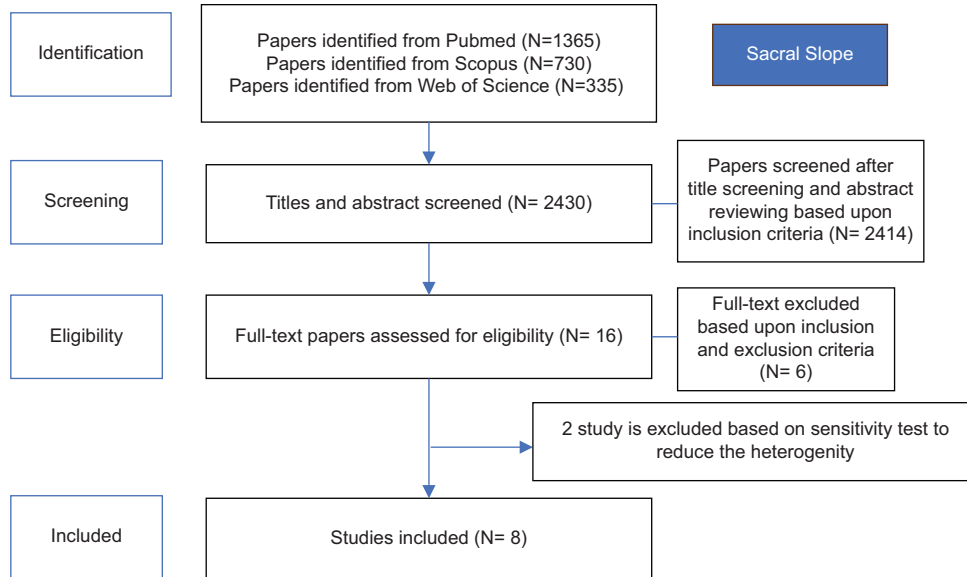 Identification
Papers identified from Pubmed (N=1365)
Papers identified from Scopus (N=730)
Papers identified from Web of Science (N=335)
Sacral Slope
Screening
Titles and abstract screened (N= 2430)
Papers screened after
title screening and abstract
reviewing based upon
inclusion criteria (N= 2414)
Eligibility
Full-text papers assessed for eligibility (N= 16)
Full-text excluded
based upon inclusion
and exclusion criteria
(N= 6)
2 study is excluded based on sensitivity test to
reduce the heterogenity
Included
Studies included (N= 8)